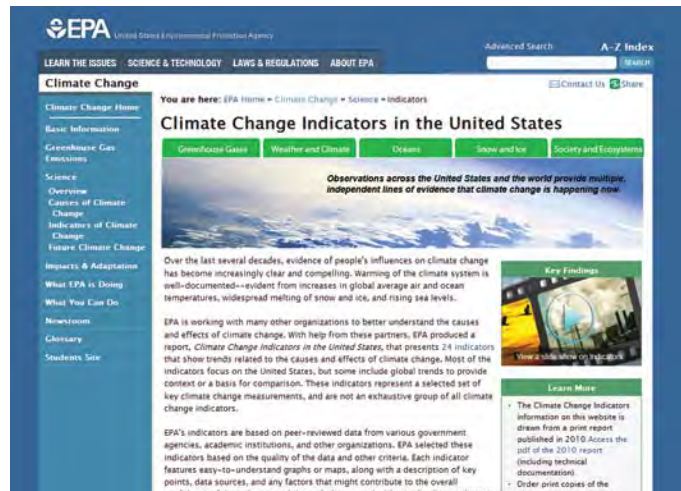 EPA United States Environmental Protection Agency
Advanced Search A-Z Index
LEARN THE ISSUES SCIENCE & TECHNOLOGY LAWS & REGULATIONS ABOUT EPA SEARCH
Climate Change
Contact Us Share
Climate Change Home
Basic Information
Greenhouse Gas
Emissions
Science
Overview
Causes of Climate
Change
Indicators of Climate
Change
Future Climate Change
Impacts & Adaptation
What EPA is Doing
What You Can Do
Newsroom
Glossary
Students Site
You are here: EPA Home » Climate Change » Science » Indicators
Climate Change Indicators in the United States
Greenhouse Gases Weather and Climate Oceans Snow and Ice Society and Ecosystems
Observations across the United States and the world provide multiple,
independent lines of evidence that climate change is happening now.
Over the last several decades, evidence of people's influences on climate change
has become increasingly clear and compelling. Warming of the climate system is
well-documented—evident from increases in global average air and ocean
temperatures, widespread melting of snow and ice, and rising sea levels.
EPA is working with many other organizations to better understand the causes
and effects of climate change. With help from these partners, EPA produced a
report, Climate Change Indicators in the United States, that presents 24 indicators
that show trends related to the causes and effects of climate change. Most of the
indicators focus on the United States, but some include global trends to provide
context or a basis for comparison. These indicators represent a selected set of
key climate change measurements, and are not an exhaustive group of all climate
change indicators.
EPA's indicators are based on peer-reviewed data from various government
agencies, academic institutions, and other organizations. EPA selected these
indicators based on the quality of the data and other criteria. Each indicator
features easy-to-understand graphs or maps, along with a description of key
points, data sources, and any factors that might contribute to the overall
Key Findings
View a slide show on Indicators
Learn More
• The Climate Change Indicators
information on this website is
drawn from a print report
published in 2010 Access the
pdf of the 2010 report
(including technical
documentation).
• Order print copies of the